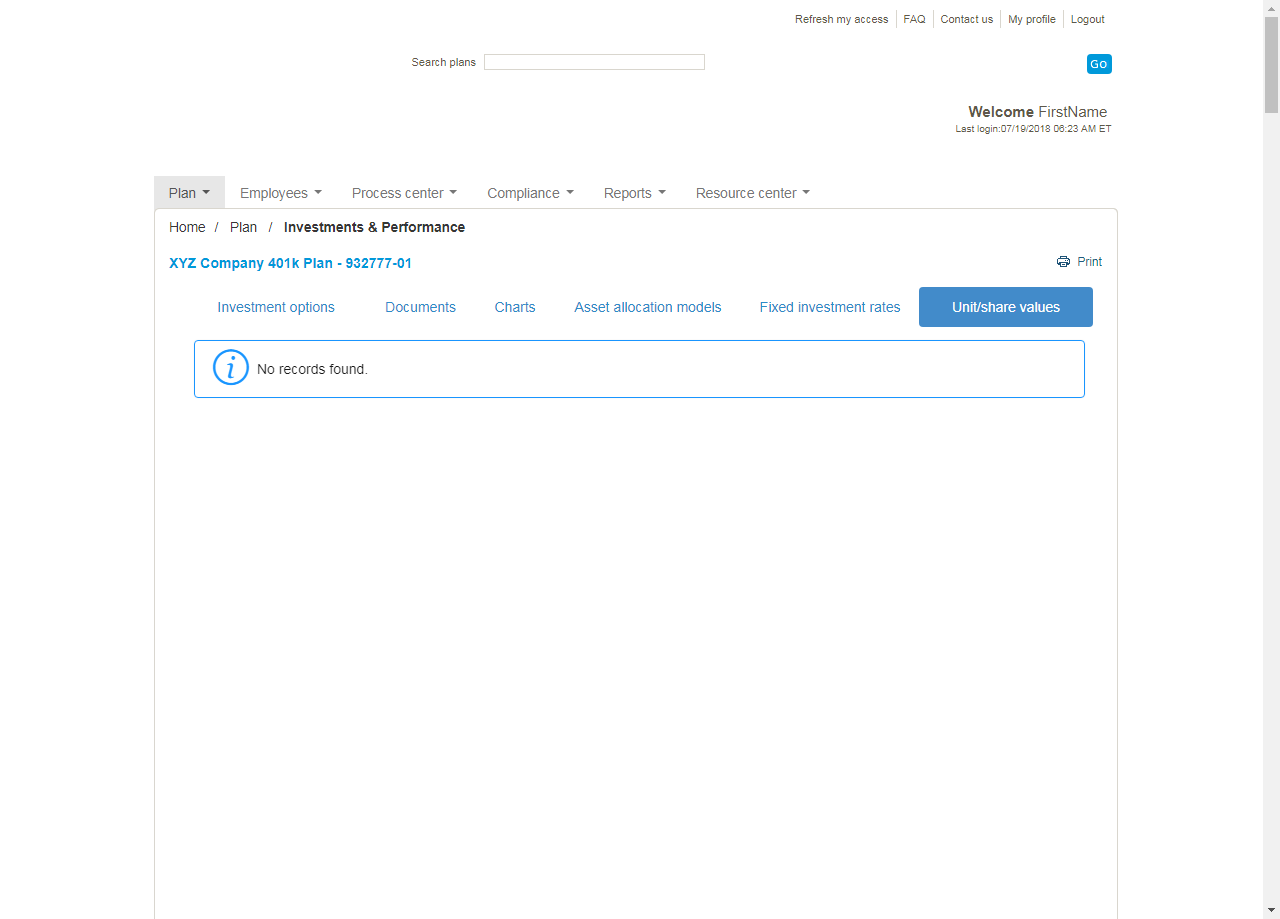 Refresh my access FAQ Contact us My profile Logout
Search plans Go
Welcome FirstName
Last login:07/19/2018 06:23 AM ET
Plan Employees Process center Compliance Reports Resource center
Home / Plan / Investments & Performance
XYZ Company 401k Plan - 932777-01 Print
Investment options Documents Charts Asset allocation models Fixed investment rates Unit/share values
i No records found.